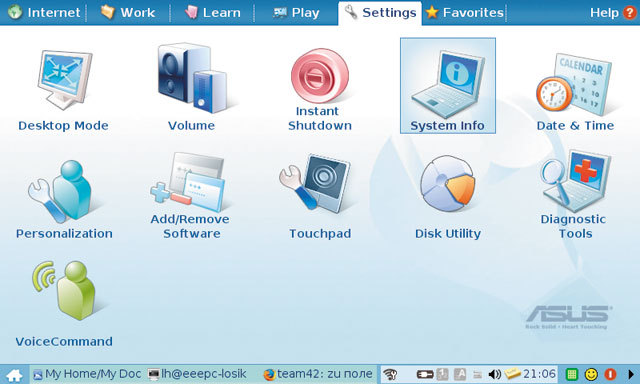 Internet Work Learn Play Settings Favorites Help ?
Desktop Mode
Volume
Instant
Shutdown
System Info
CALENDAR
Date & Time
Personalization
Add/Remove
Software
Touchpad
Disk Utility
Diagnostic
Tools
VoiceCommand
ASUS
Rock Solid · Heart Touching
My Home/My Doc lh@eeepc-losik team42: zu поле 21:06